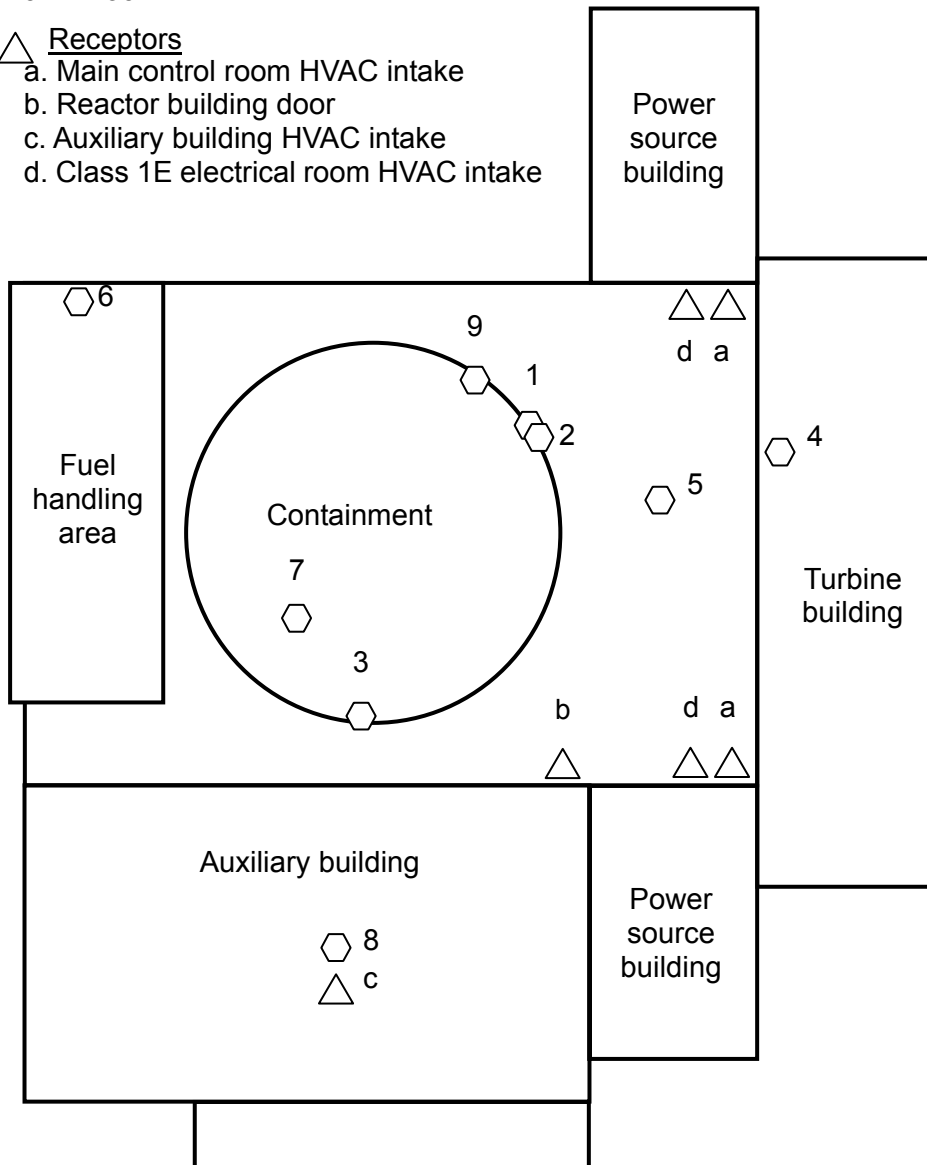 Receptors
a. Main control room HVAC intake
b. Reactor building door
c. Auxiliary building HVAC intake
d. Class 1E electrical room HVAC intake
Power
source
building
6
9
d a
1
2
4
Fuel
handling
area
5
Containment
7
Turbine
building
3
b
d a
Auxiliary building
Power
source
building
8
c